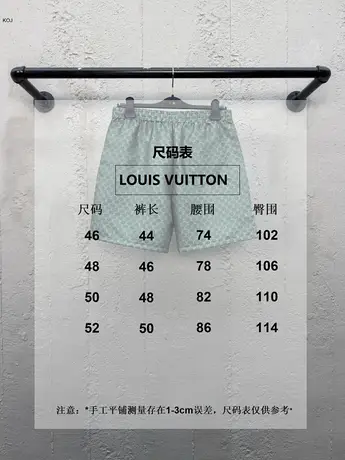 KOJ
尺码表
LOUIS VUITTON
尺码 裤长 腰围 臀围
46 44 74 102
48 46 78 106
50 48 82 110
52 50 86 114
注意：*手工平铺测量存在1-3cm误差，尺码表仅供参考*